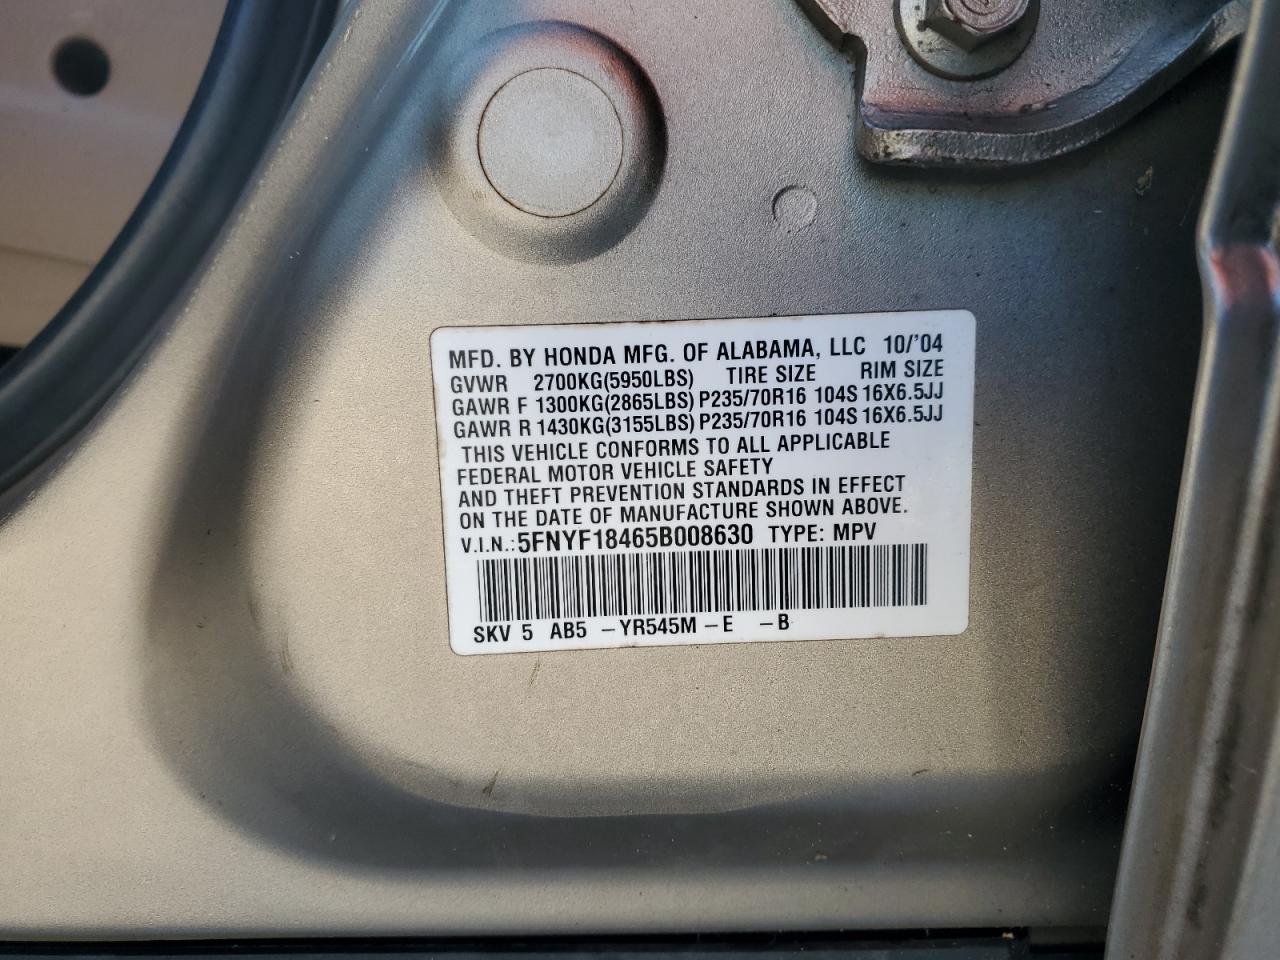 MFD. BY HONDA MFG. OF ALABAMA, LLC 10/'04
GVWR 2700KG(5950LBS) TIRE SIZE RIM SIZE
GAWR F 1300KG(2865LBS) P235/70R16 104S 16X6.5JJ
GAWR R 1430KG(3155LBS) P235/70R16 104S 16X6.5JJ
THIS VEHICLE CONFORMS TO ALL APPLICABLE
FEDERAL MOTOR VEHICLE SAFETY
AND THEFT PREVENTION STANDARDS IN EFFECT
ON THE DATE OF MANUFACTURE SHOWN ABOVE.
V.I.N.:5FNYF18465B008630 TYPE: MPV
SKV 5 AB5 -YR545M -E -B